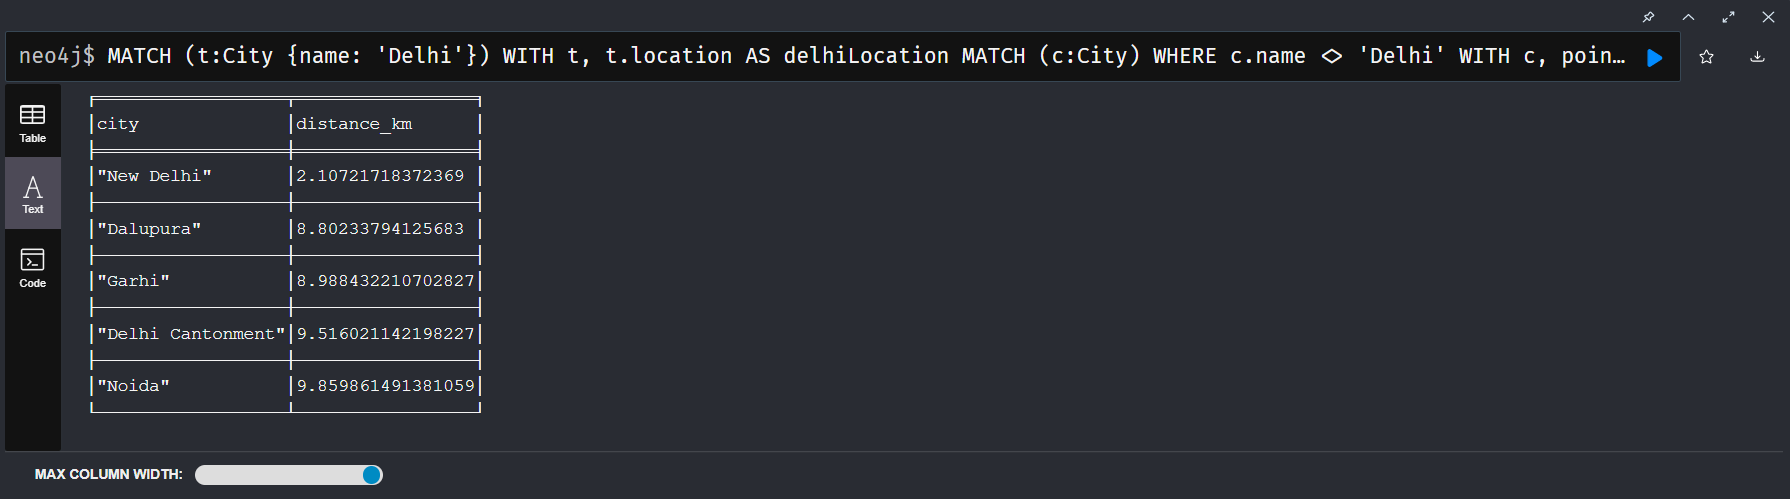 neo4j$ MATCH (t:City {name: 'Delhi'}) WITH t, t.location AS delhiLocation MATCH (c:City) WHERE c.name <> 'Delhi' WITH c, poin…
Table
Text
Code
city distance_km
"New Delhi" 2.10721718372369
"Dalupura" 8.80233794125683
"Garhi" 8.988432210702827
"Delhi Cantonment" 9.516021142198227
"Noida" 9.859861491381059
MAX COLUMN WIDTH: